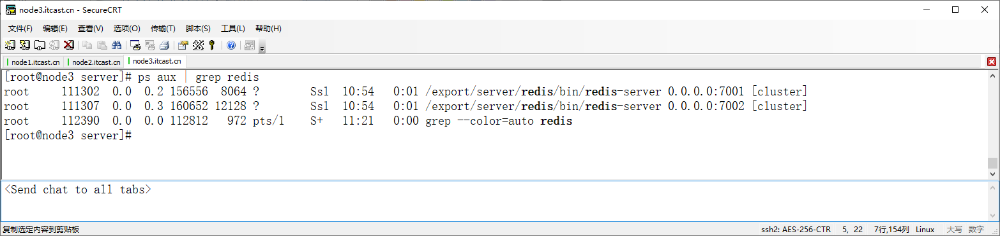 node3.itcast.cn - SecureCRT
文件(F) 编辑(E) 查看(V) 选项(O) 传输(T) 脚本(S) 工具(L) 帮助(H)
node1.itcast.cn node2.itcast.cn node3.itcast.cn
[root@node3 server]# ps aux | grep redis
root     111302  0.0  0.2 156556  8064 ?        Ssl  10:54   0:01 /export/server/redis/bin/redis-server 0.0.0.0:7001 [cluster]
root     111307  0.0  0.3 160652 12128 ?        Ssl  10:54   0:01 /export/server/redis/bin/redis-server 0.0.0.0:7002 [cluster]
root     112390  0.0  0.0 112812   972 pts/1    S+   11:21   0:00 grep --color=auto redis
[root@node3 server]#
<Send chat to all tabs>
复制选定内容到剪贴板 ssh2: AES-256-CTR 5, 22 7行,154列 Linux 大写 数字